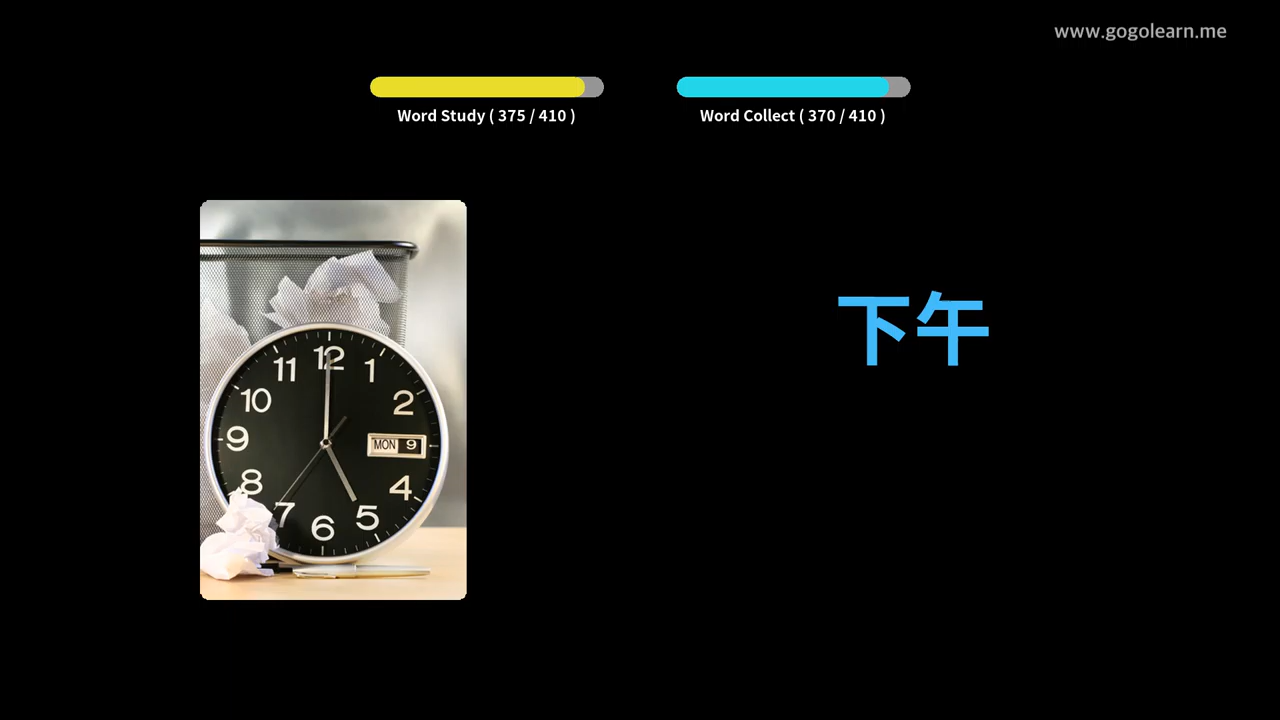 www.gogolearn.me
Word Study ( 375 / 410 )
Word Collect ( 370 / 410 )
下午
12
1
2
MON 9
4
5
6
7
8
9
10
11